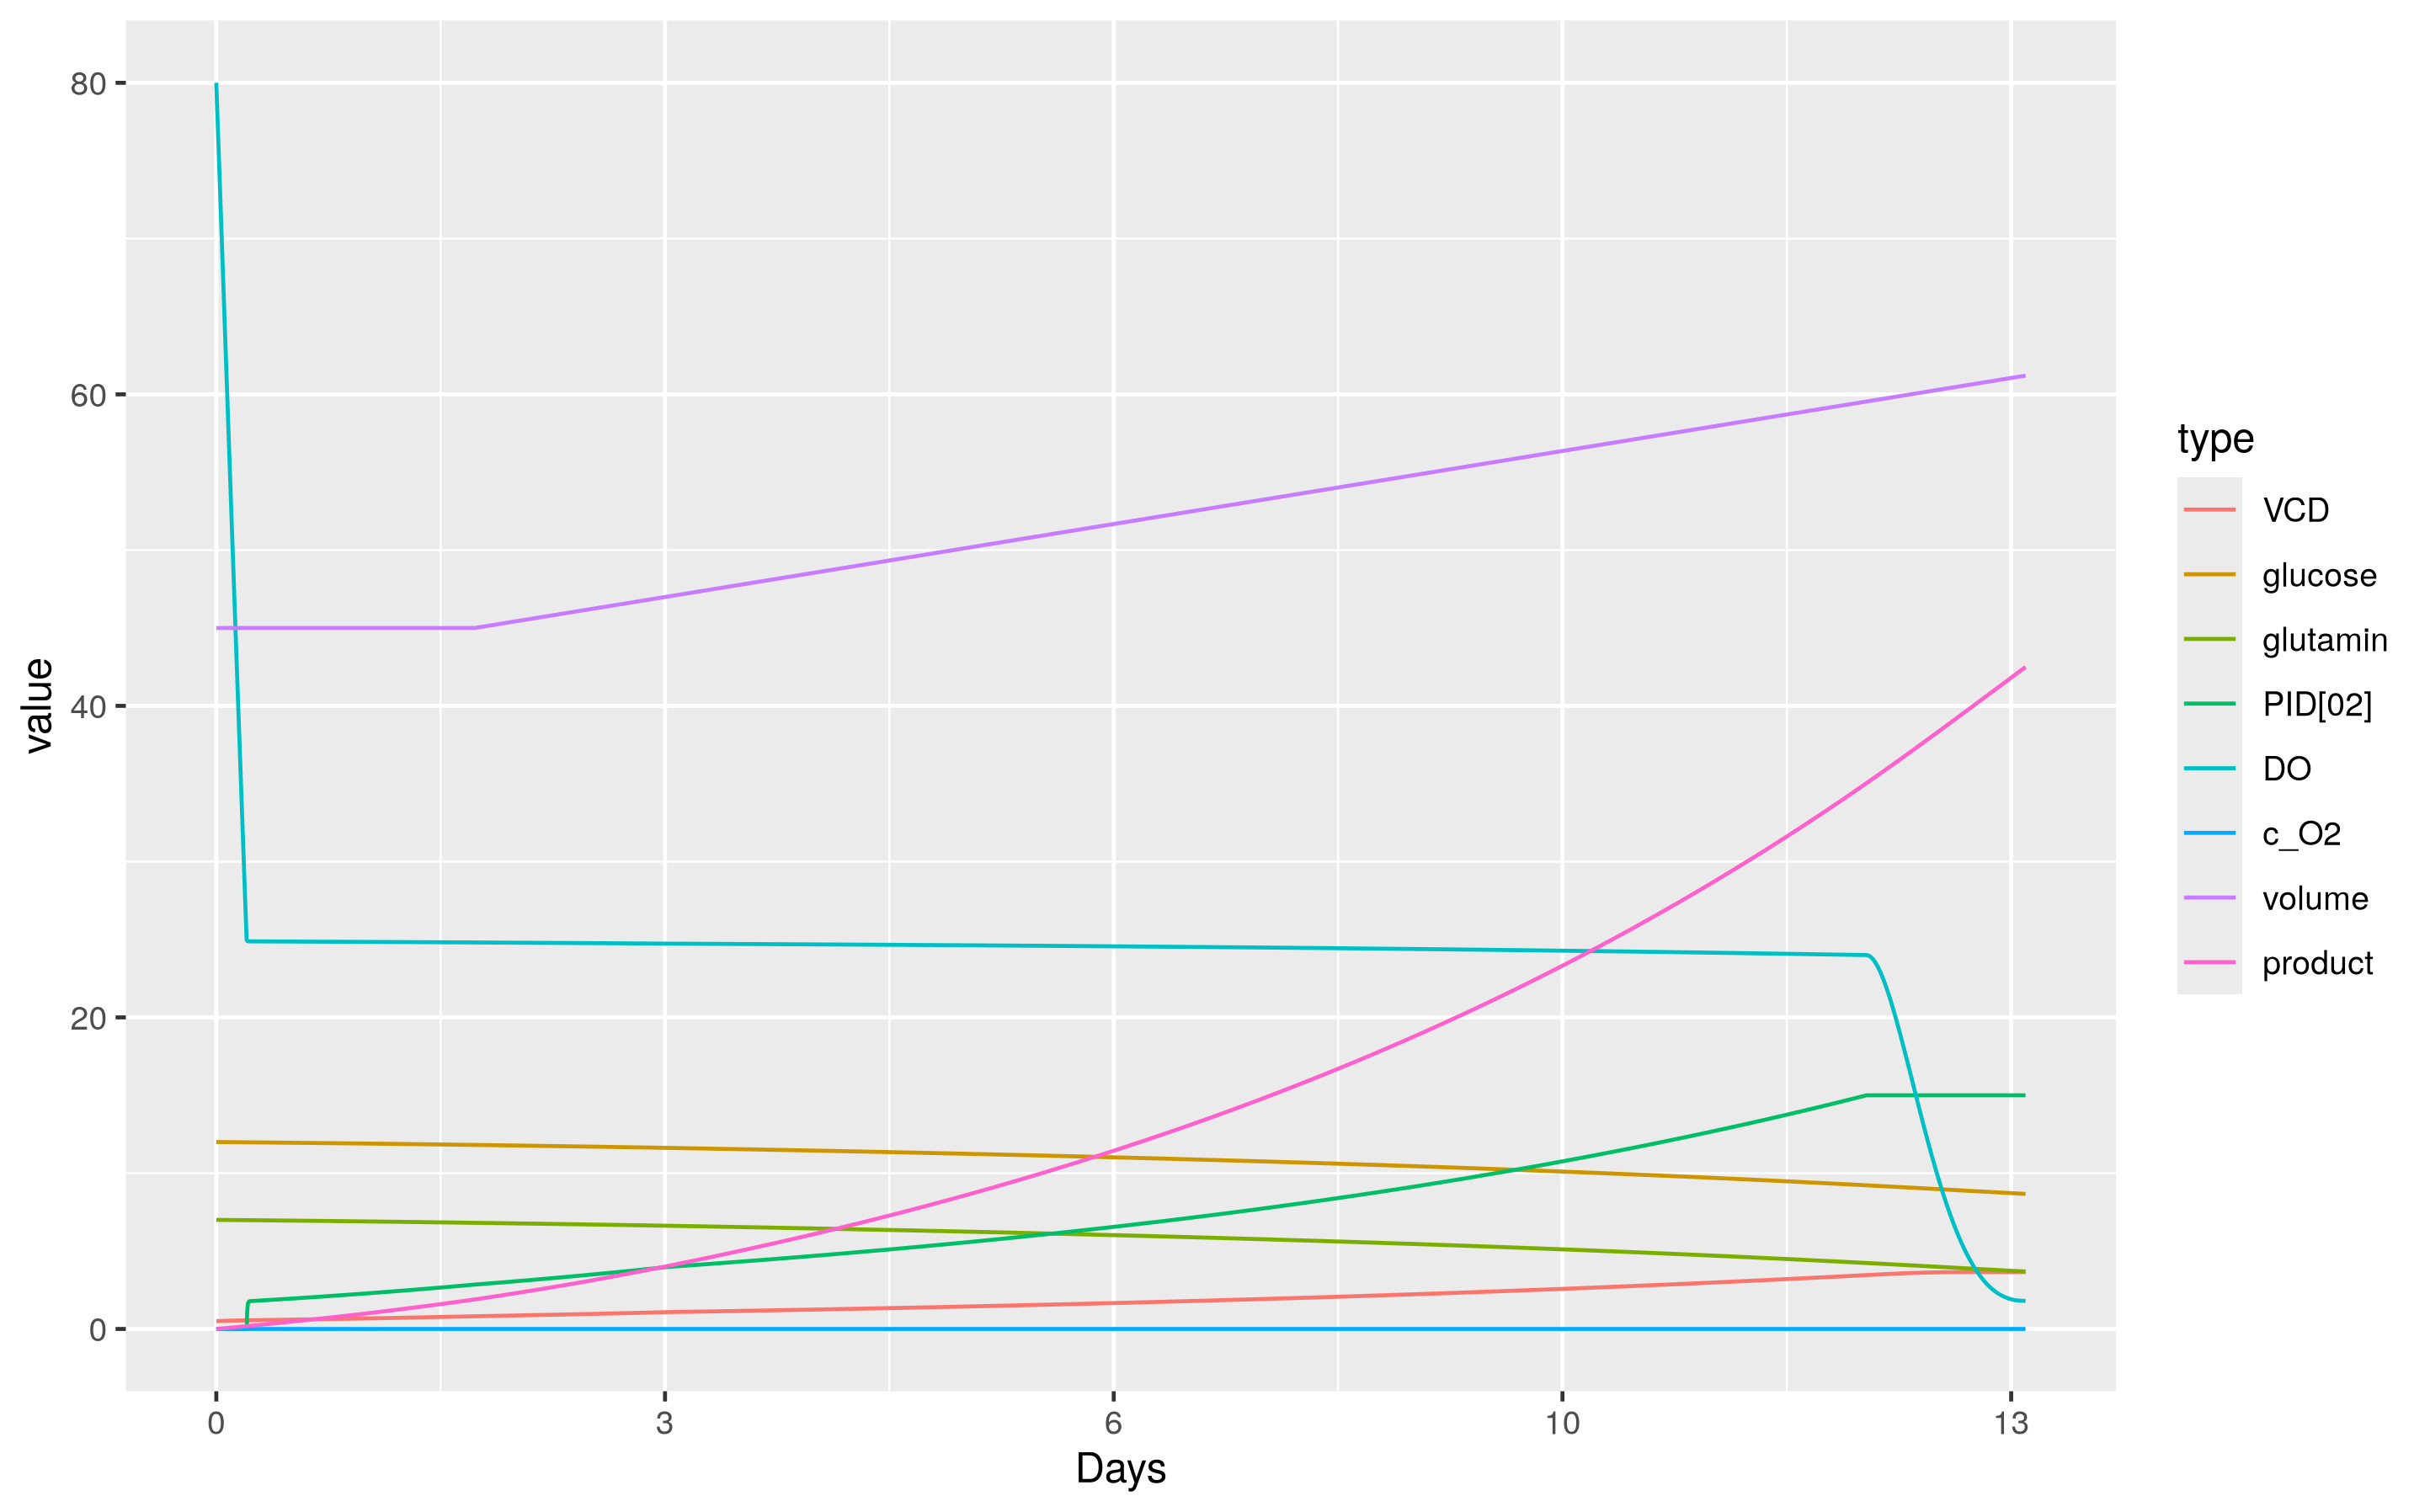 80
60
40
20
0
value
0 3 6 10 13
Days
type
VCD
glucose
glutamin
PID[02]
DO
c_O2
volume
product